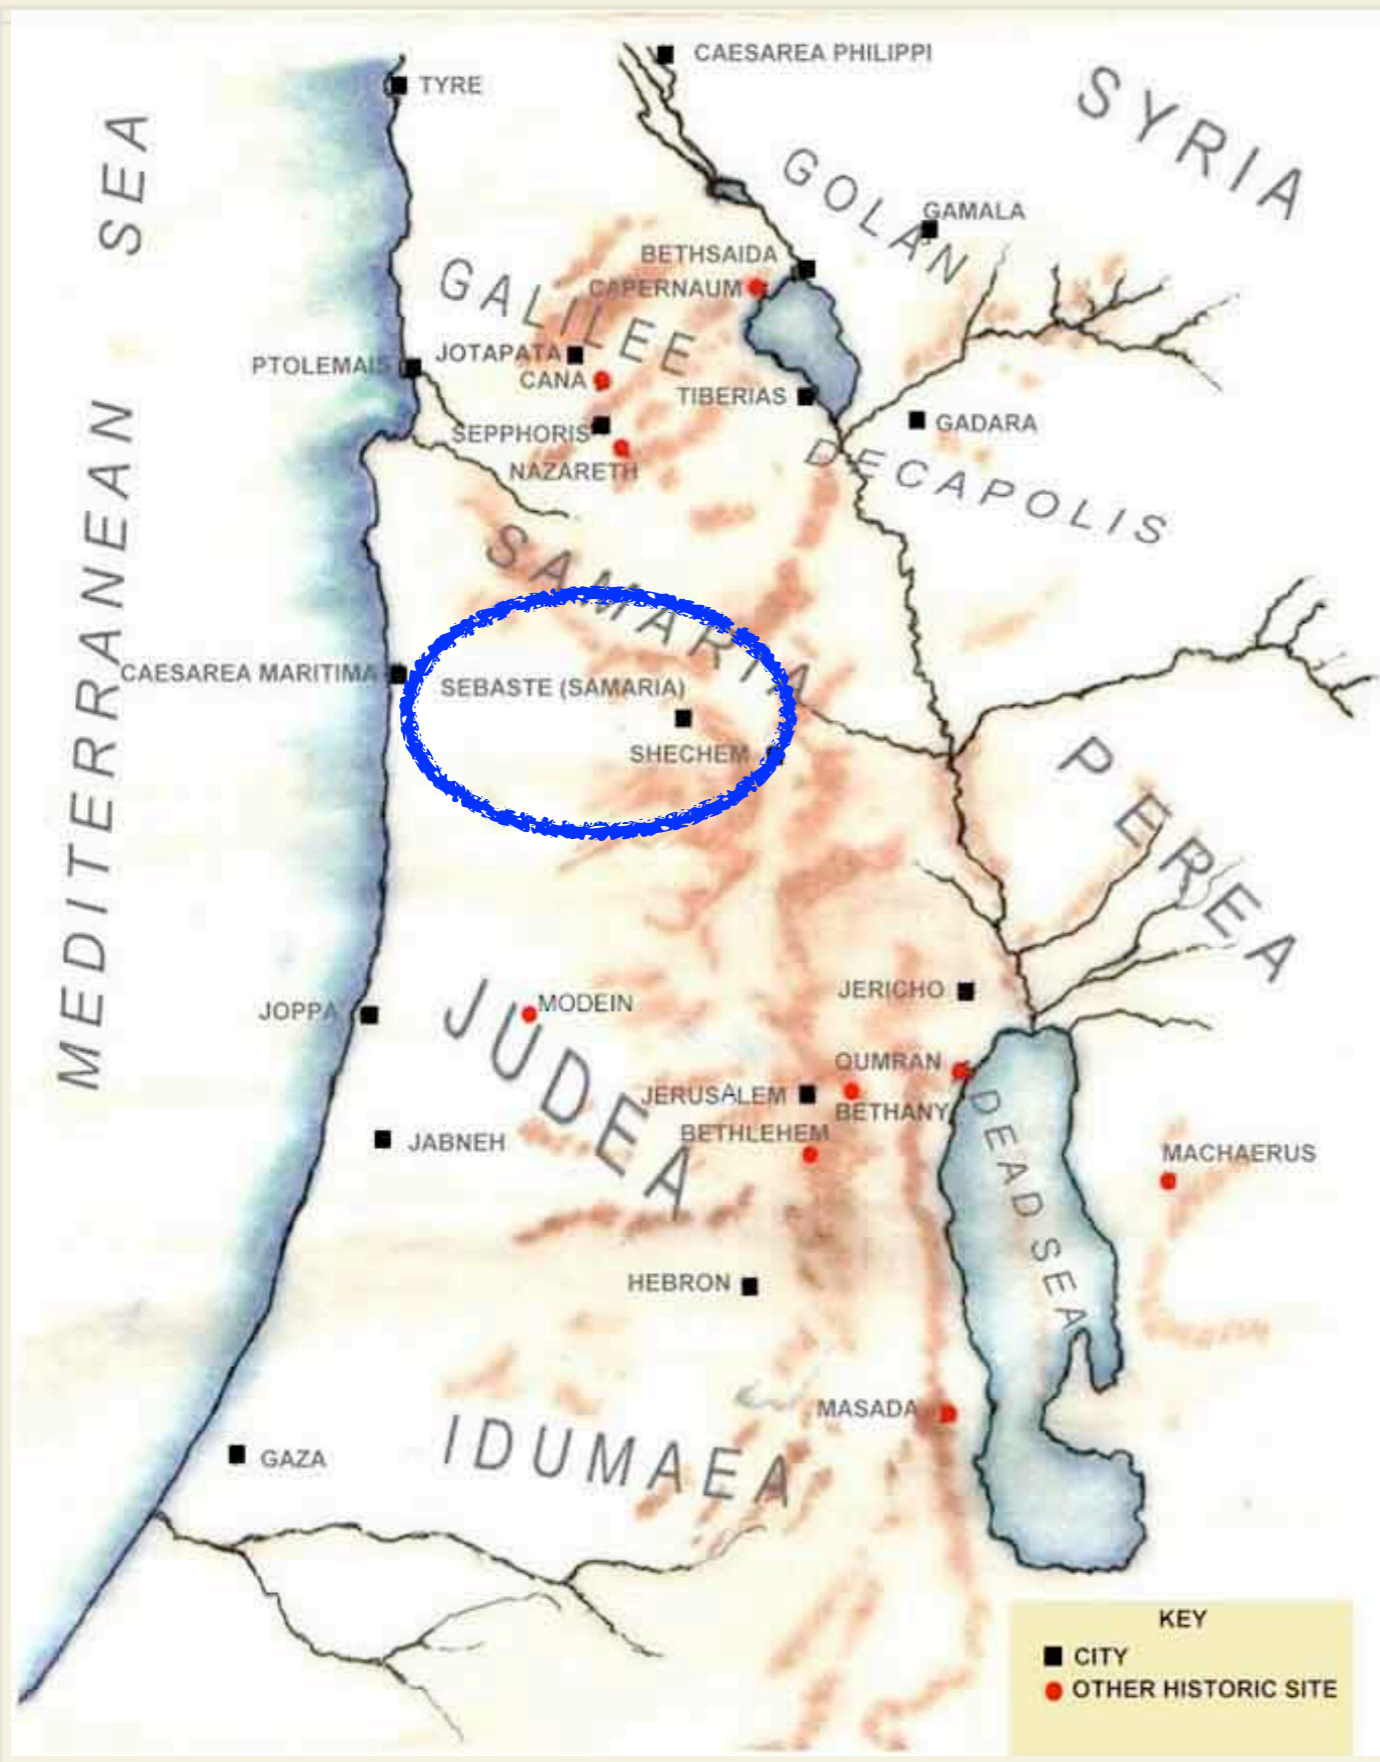 CAESAREA PHILIPPI
TYRE
SYRIA
MEDITERRANEAN SEA
GOLAN
GAMALA
BETHSAIDA
GALILEE
CAPERNAUM
PTOLEMAIS
JOTAPATA
CANA
TIBERIAS
GADARA
SEPPHORIS
NAZARETH
DECAPOLIS
SAMARIA
CAESAREA MARITIMA
SEBASTE (SAMARIA)
SHECHEM
PEREA
JERICHO
JOPPA
MODEIN
JUDEA
QUMRAN
JERUSALEM
BETHANY
BETHLEHEM
JABNEH
DEAD SEA
MACHAERUS
HEBRON
MASADA
IDUMAEA
GAZA
KEY
CITY
OTHER HISTORIC SITE